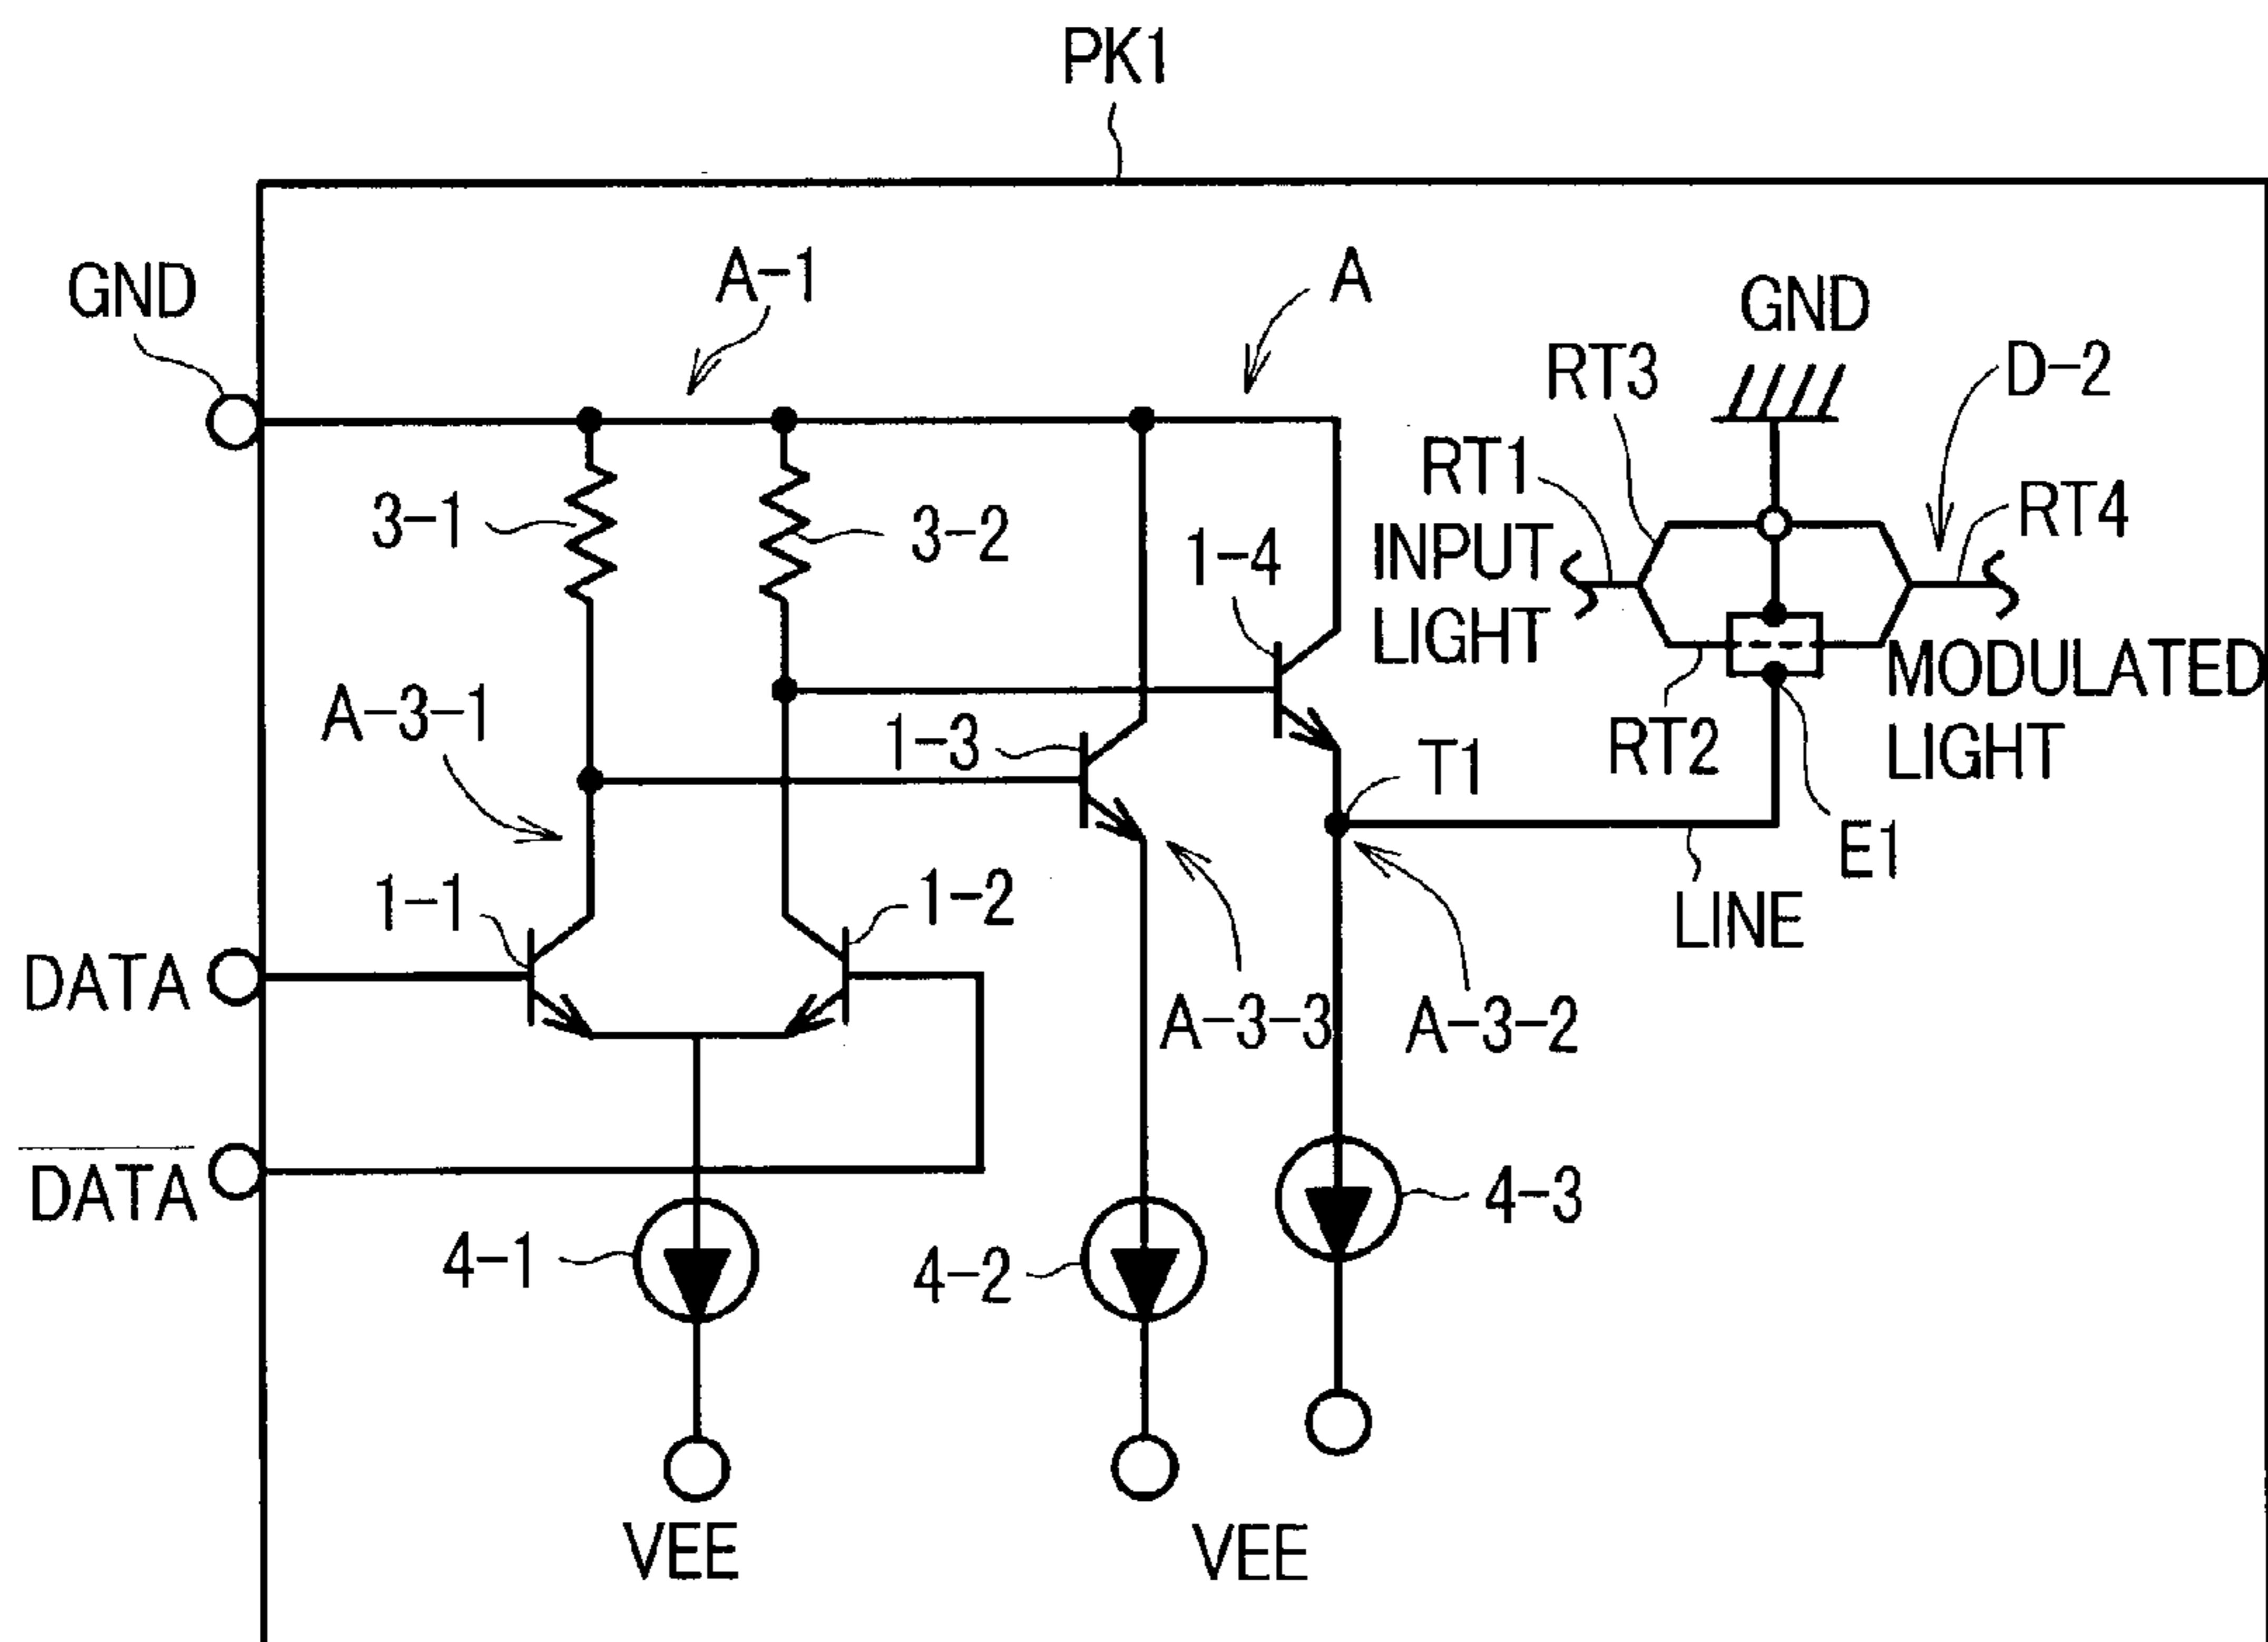 PK1
GND
A-1
A
GND
RT3
D-2
RT1
3-1
3-2
1-4
INPUT
LIGHT
RT4
MODULATED
LIGHT
A-3-1
1-3
T1
RT2
E1
LINE
1-1
1-2
DATA
A-3-3
A-3-2
DATA
4-1
4-2
4-3
VEE
VEE